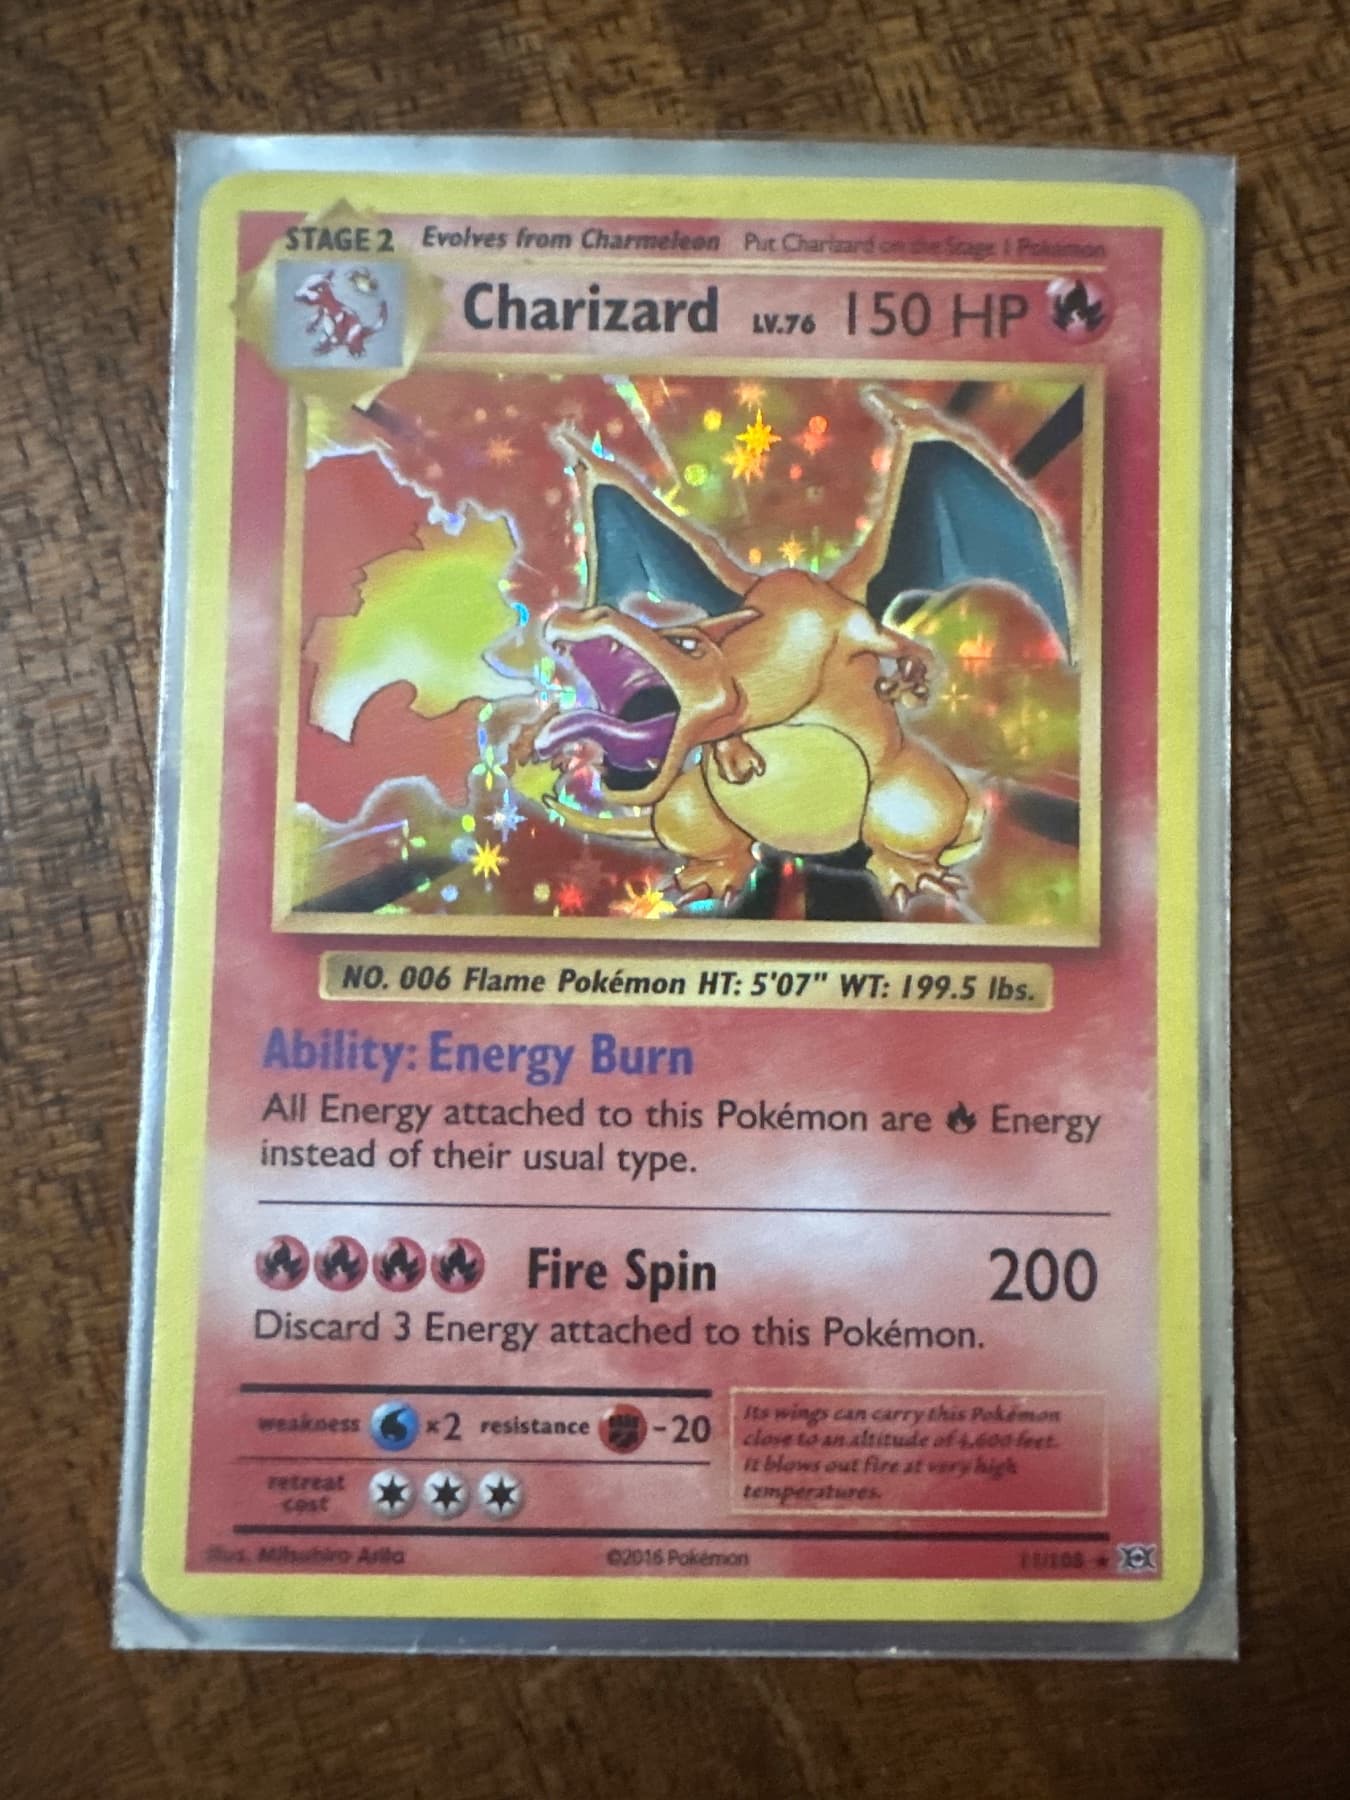 STAGE 2 Evolves from Charmeleon Put Charizard on the Stage 1 Pokémon
Charizard LV.76 150 HP
NO. 006 Flame Pokémon HT: 5'07" WT: 199.5 lbs.
Ability: Energy Burn
All Energy attached to this Pokémon are Energy
instead of their usual type.
Fire Spin 200
Discard 3 Energy attached to this Pokémon.
weakness ×2 resistance -20
retreat
cost
Its wings can carry this Pokémon
close to an altitude of 4,600 feet.
It blows out fire at very high
temperatures.
Illus. Mitsuhiro Arita ©2016 Pokémon 11/108